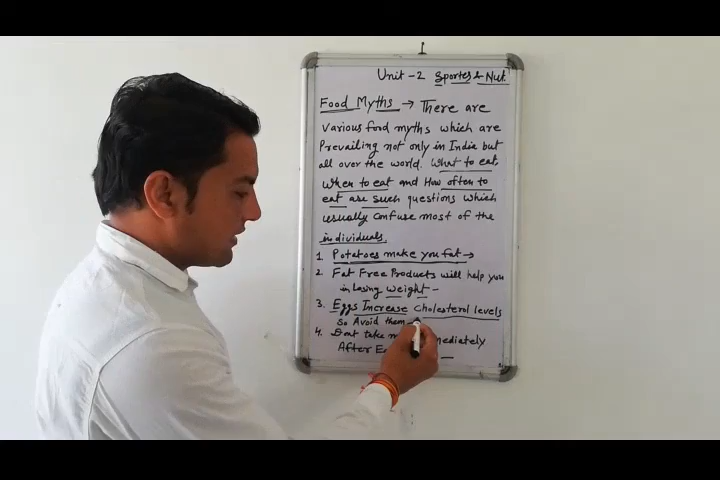 Unit-2 Sportes & Nut.
Food Myths → There are
various food myths which are
Prevailing not only in India but
all over the world. What to eat,
When to eat and How often to
eat are such questions which
usually Confuse most of the
individuals.
1 Potatoes make you fat→
2 Fat Free Products will help you
in losing weight -
3. Eggs Increase Cholesterol levels
So Avoid them
4. Dont take
After